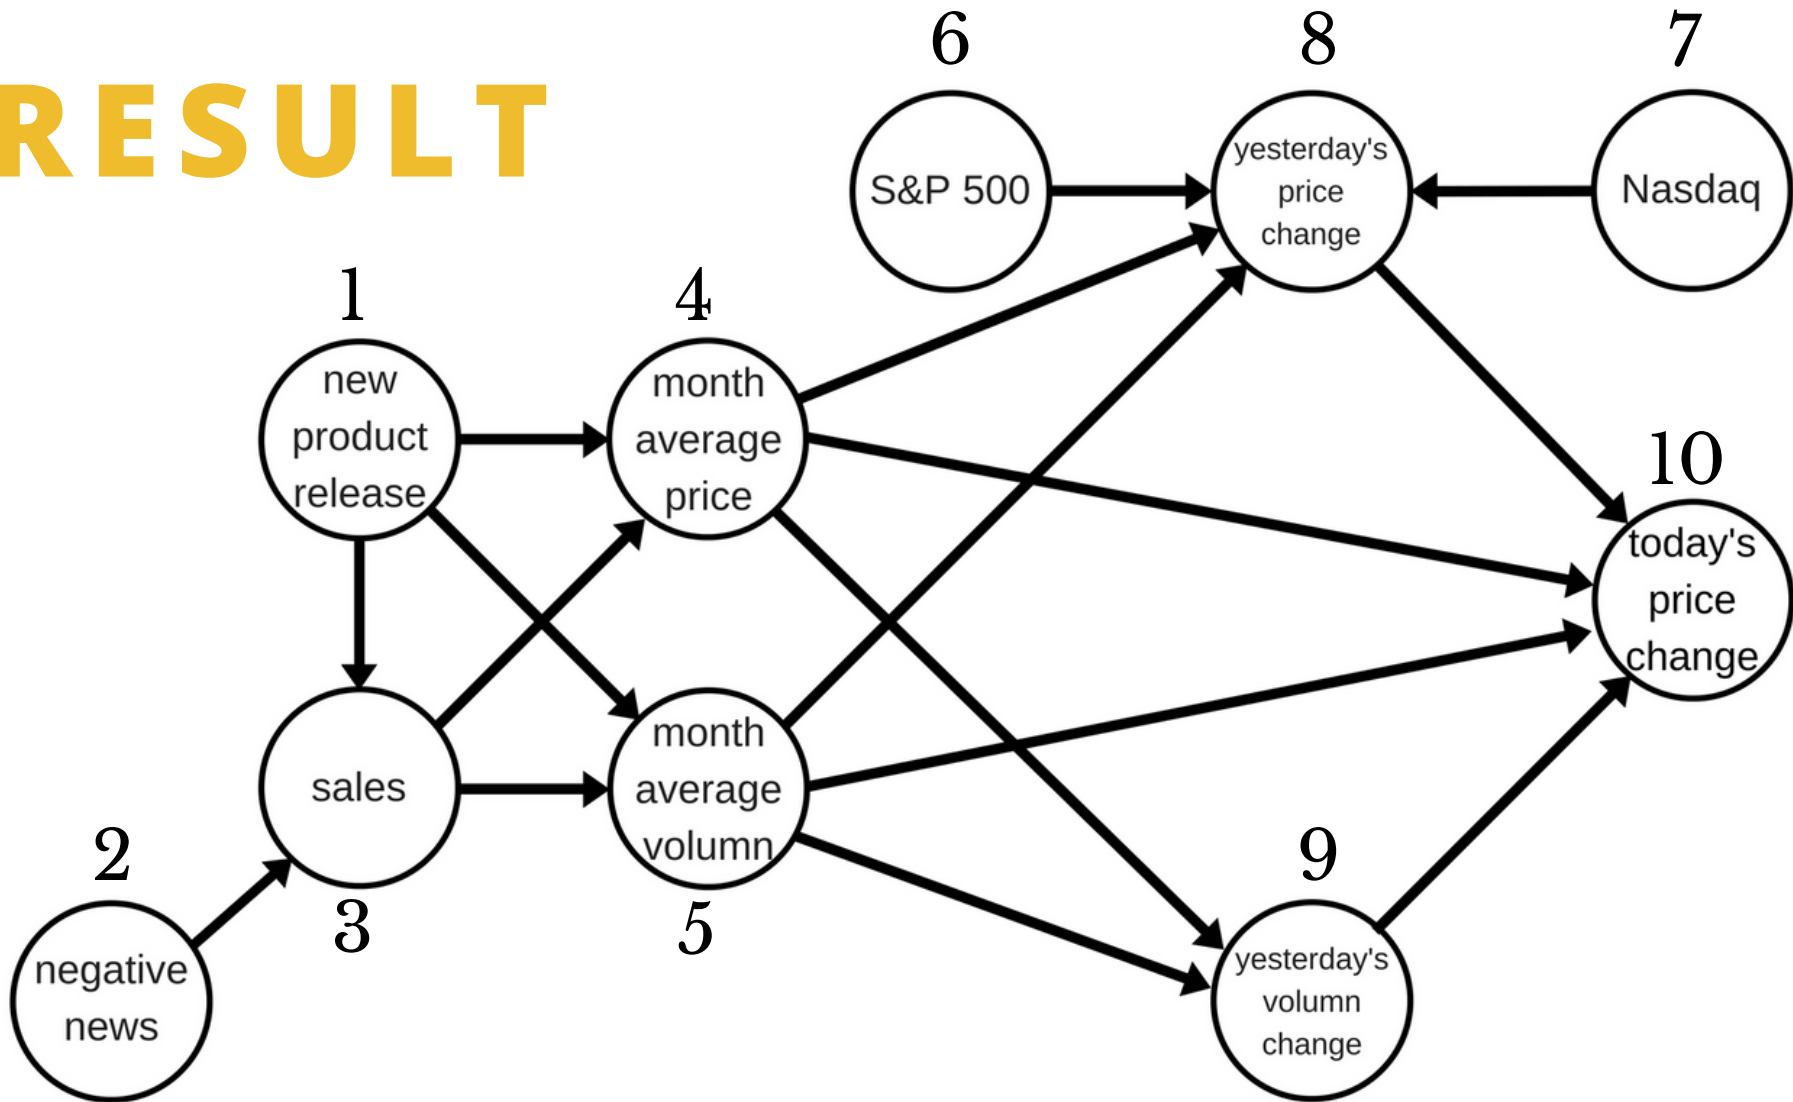 RESULT
6
8
7
S&P 500
yesterday's
price
change
Nasdaq
1
4
new
product
release
month
average
price
10
today's
price
change
sales
month
average
volumn
2
3
5
9
negative
news
yesterday's
volumn
change